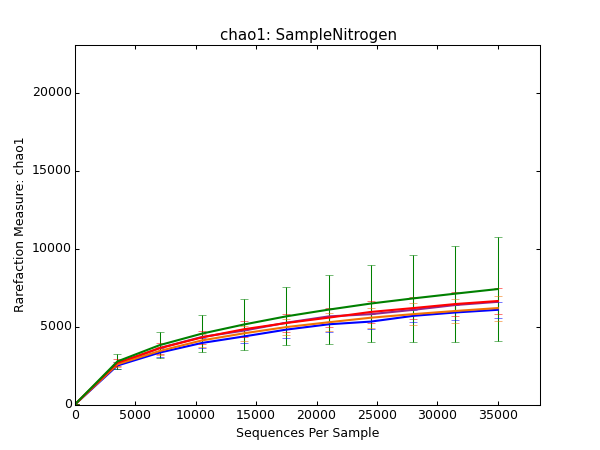 chao1: SampleNitrogen
20000
15000
10000
5000
0
Rarefaction Measure: chao1
0 5000 10000 15000 20000 25000 30000 35000
Sequences Per Sample